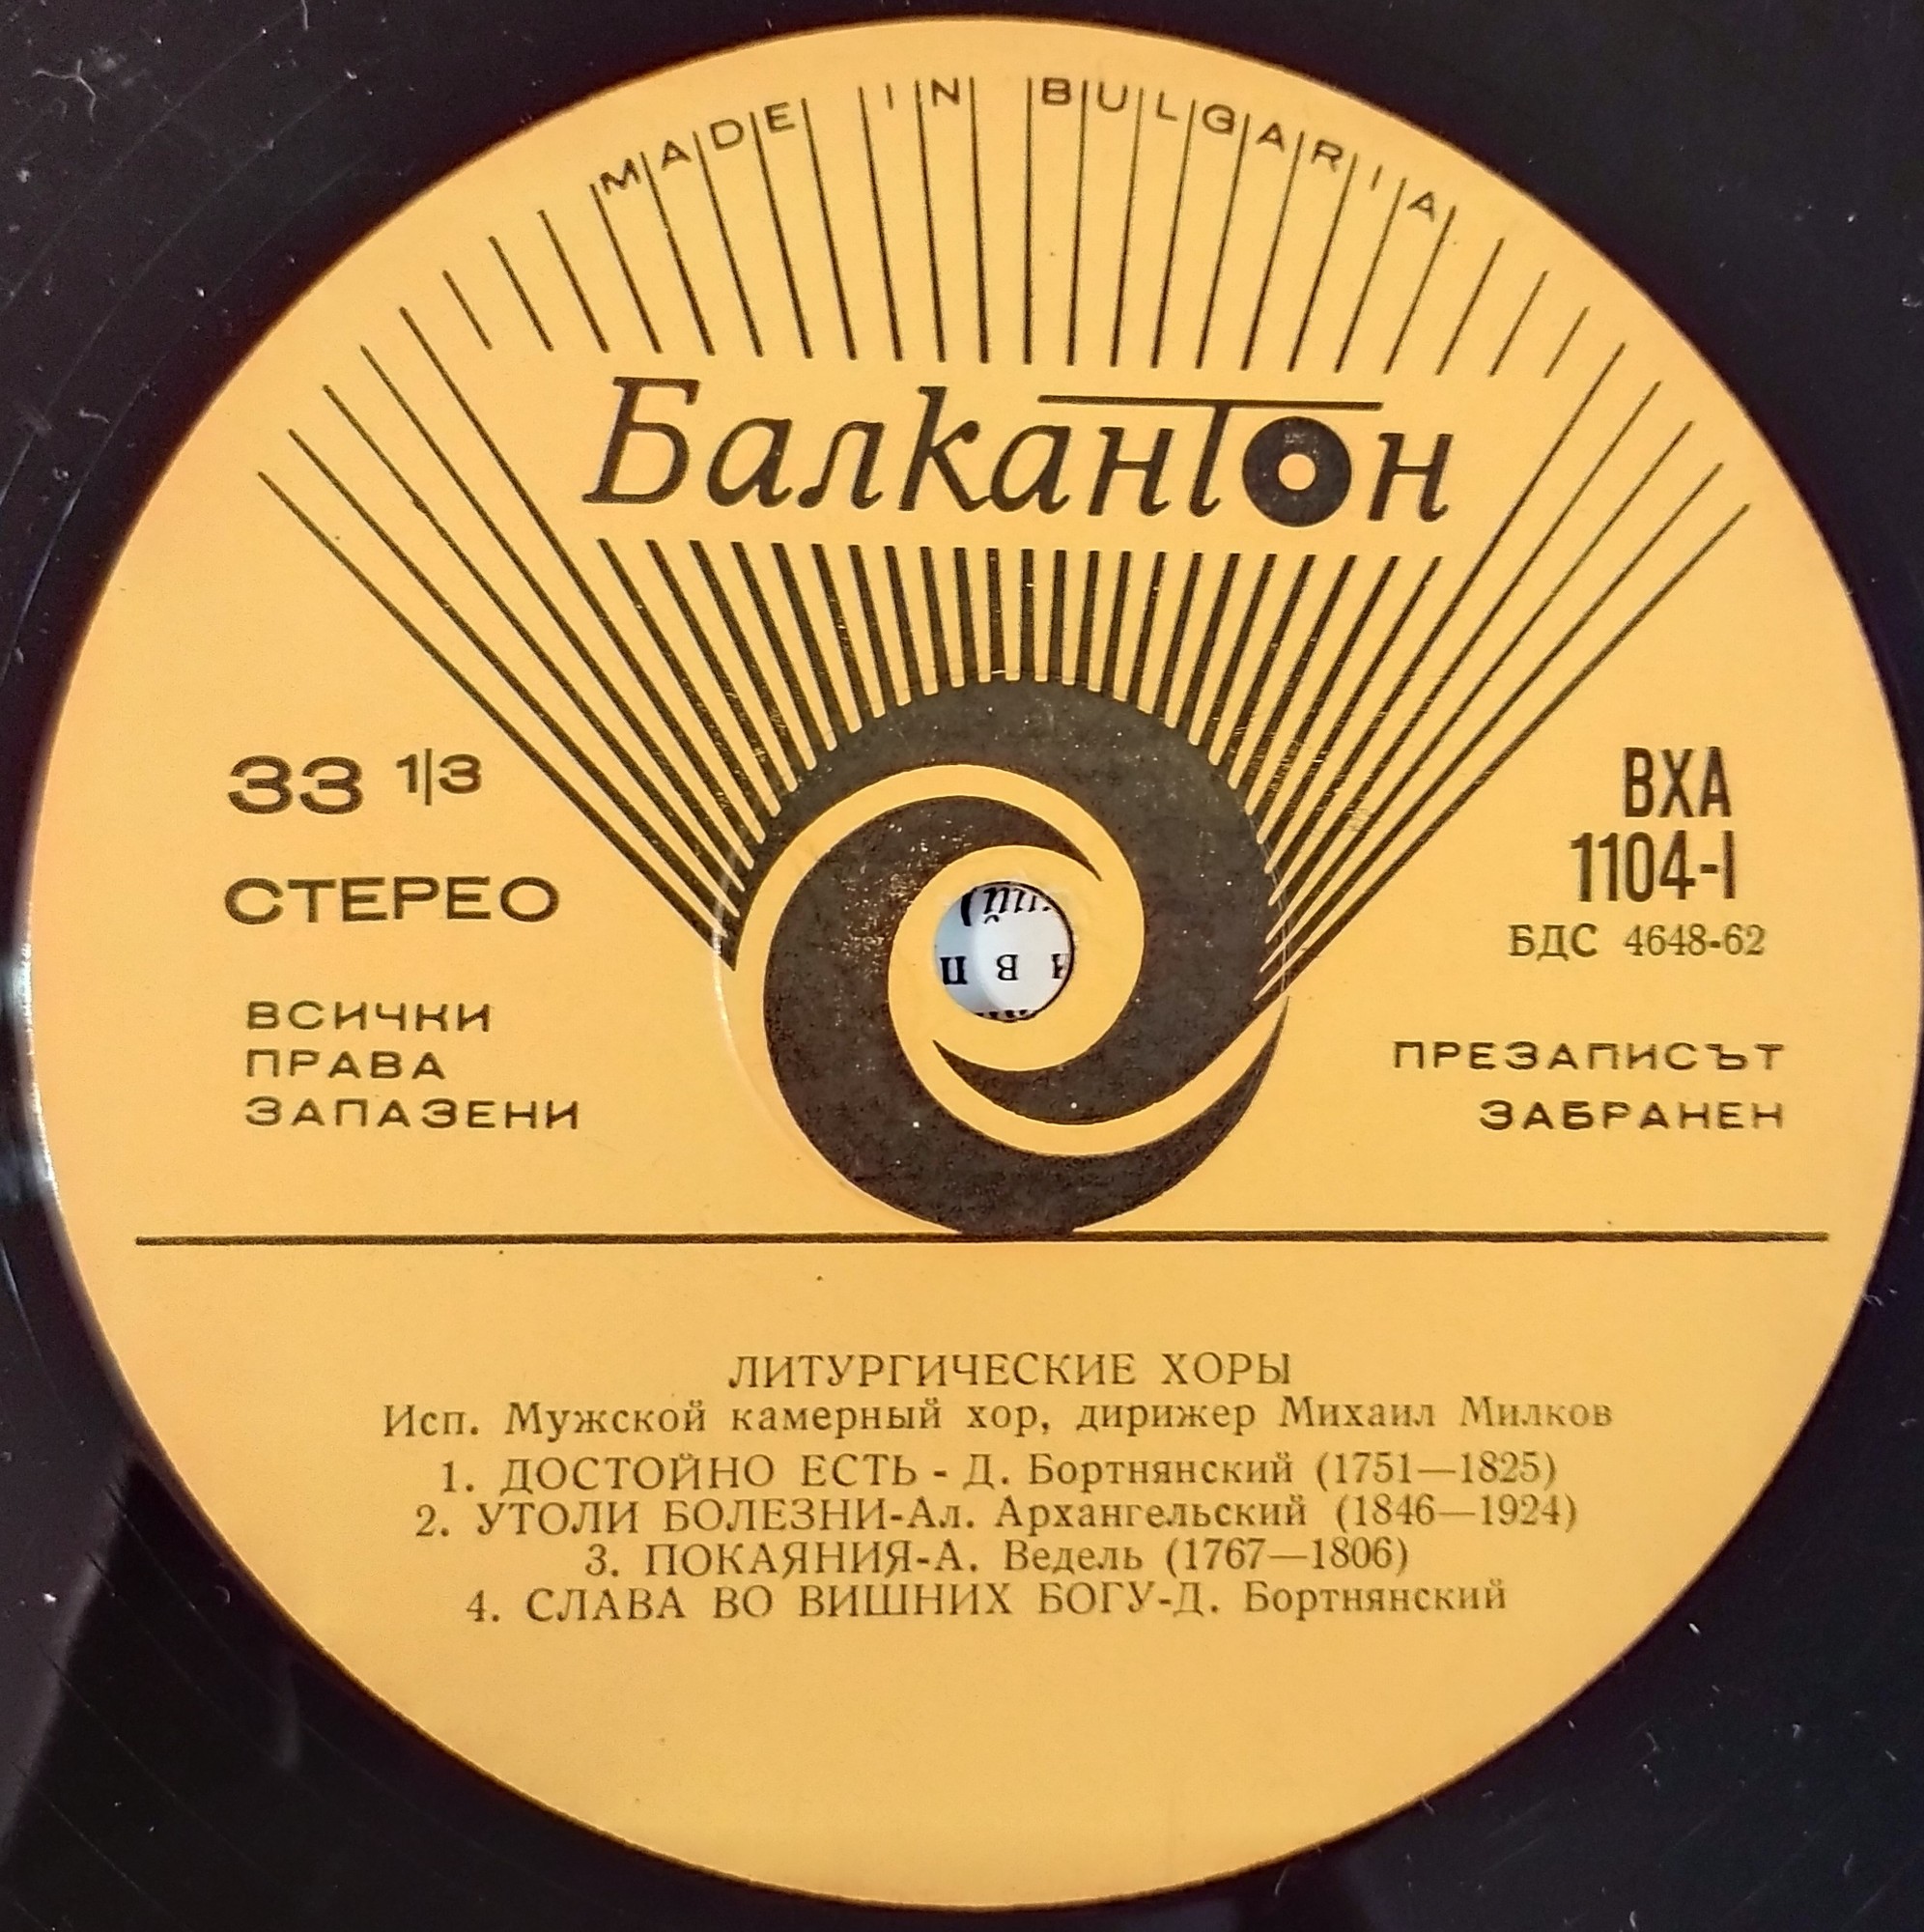 MADE IN BULGARIA
Балкантон
33 1/3
СТЕРЕО
ВСИЧКИ
ПРАВА
ЗАПАЗЕНИ
ВХА
1104-I
БДС 4648-62
ПРЕЗАПИСЪТ
ЗАБРАНЕН
ЛИТУРГИЧЕСКИЕ ХОРЫ
Исп. Мужской камерный хор, дирижер Михаил Милков
1. ДОСТОЙНО ЕСТЬ - Д. Бортнянский (1751—1825)
2. УТОЛИ БОЛЕЗНИ-Ал. Архангельский (1846—1924)
3. ПОКАЯНИЯ-А. Ведель (1767—1806)
4. СЛАВА ВО ВИШНИХ БОГУ-Д. Бортнянский